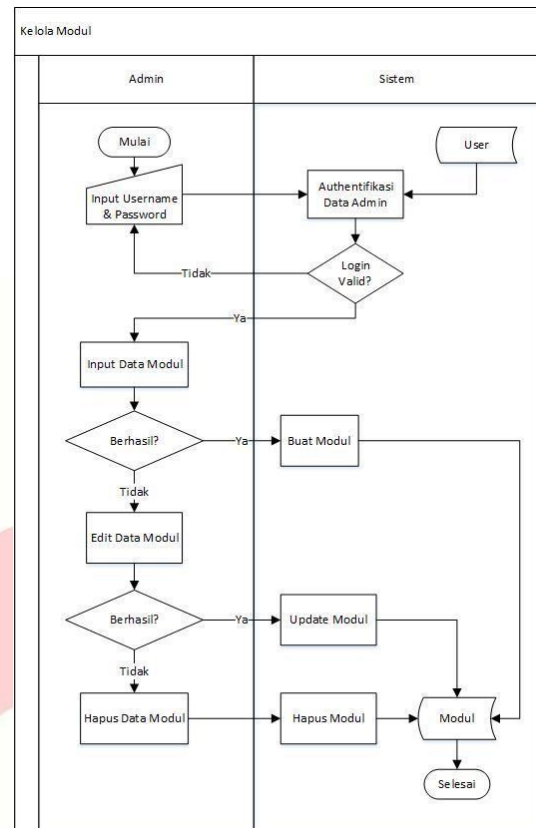 Kelola Modul
Admin
Sistem
Mulai
User
Input Username
& Password
Authentifikasi
Data Admin
Login
Valid?
Tidak
Ya
Input Data Modul
Berhasil?
Ya
Buat Modul
Tidak
Edit Data Modul
Berhasil?
Ya
Update Modul
Tidak
Hapus Data Modul
Hapus Modul
Modul
Selesai